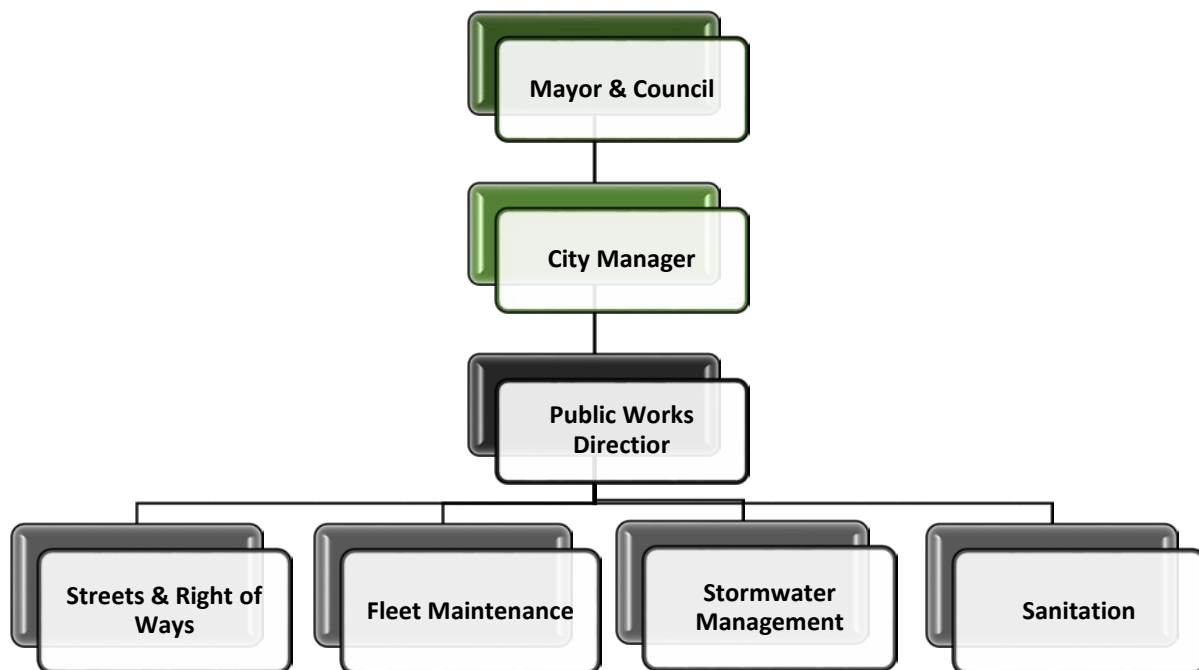 Mayor & Council
City Manager
Public Works
Directior
Streets & Right of
Ways
Fleet Maintenance
Stormwater
Management
Sanitation